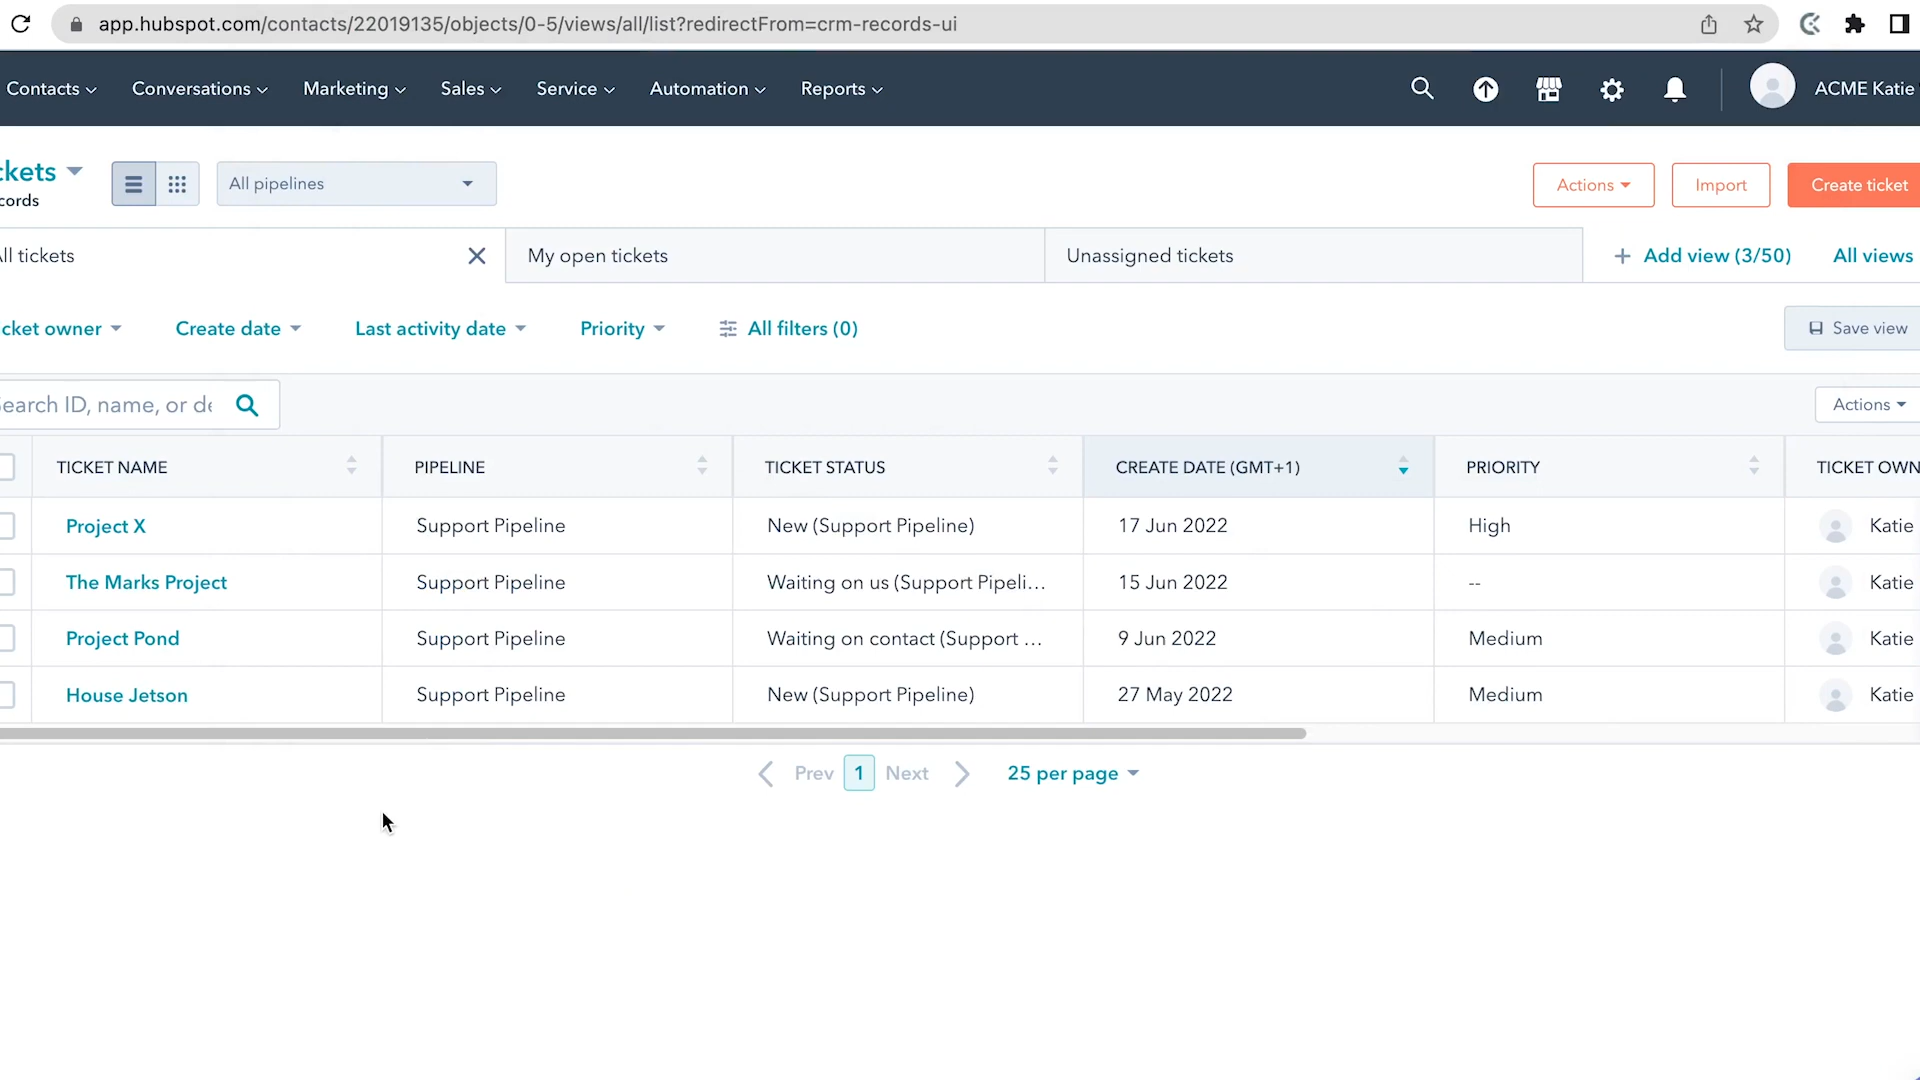 app.hubspot.com/contacts/22019135/objects/0-5/views/all/list?redirectFrom=crm-records-ui
Contacts Conversations Marketing Sales Service Automation Reports ACME Katie
ckets All pipelines Actions Import Create ticket
cords
ll tickets My open tickets Unassigned tickets + Add view (3/50) All views
cket owner Create date Last activity date Priority All filters (0) Save view
earch ID, name, or de Actions
TICKET NAME PIPELINE TICKET STATUS CREATE DATE (GMT+1) PRIORITY TICKET OWN
Project X Support Pipeline New (Support Pipeline) 17 Jun 2022 High Katie
The Marks Project Support Pipeline Waiting on us (Support Pipeli... 15 Jun 2022 -- Katie
Project Pond Support Pipeline Waiting on contact (Support ... 9 Jun 2022 Medium Katie
House Jetson Support Pipeline New (Support Pipeline) 27 May 2022 Medium Katie
Prev 1 Next 25 per page